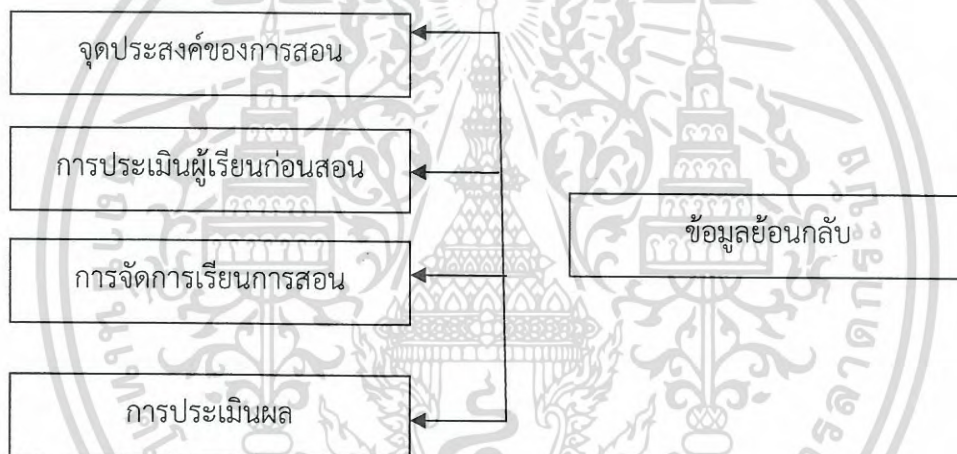 จุดประสงค์ของการสอน
การประเมินผู้เรียนก่อนสอน
ข้อมูลย้อนกลับ
การจัดการเรียนการสอน
การประเมินผล